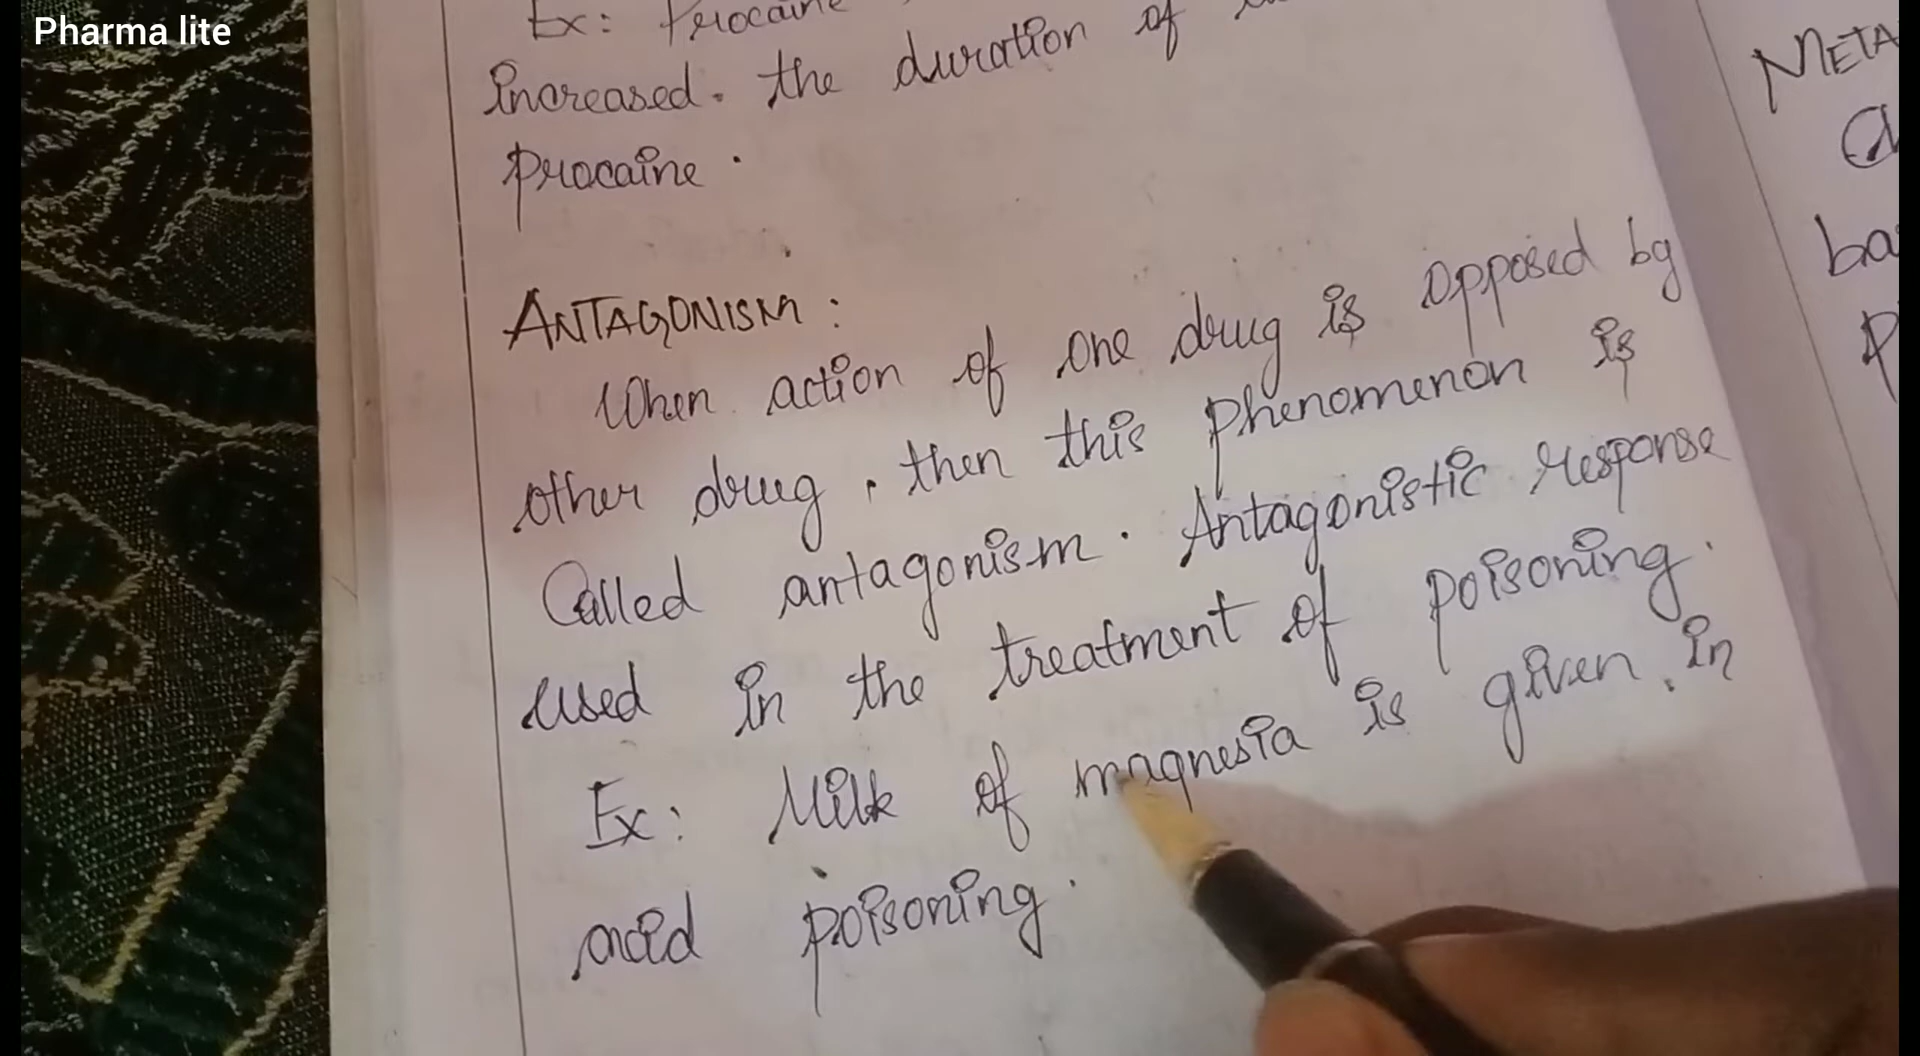 Pharma lite
Ex: Procaine
increased. the duration of
procaine.
ANTAGONISM:
When action of one drug is opposed by
other drug, then this phenomenon is
Called antagonism. Antagonistic response
used in the treatment of poisoning.
Ex: Milk of magnesia is given in
acid poisoning.
META
ba
P